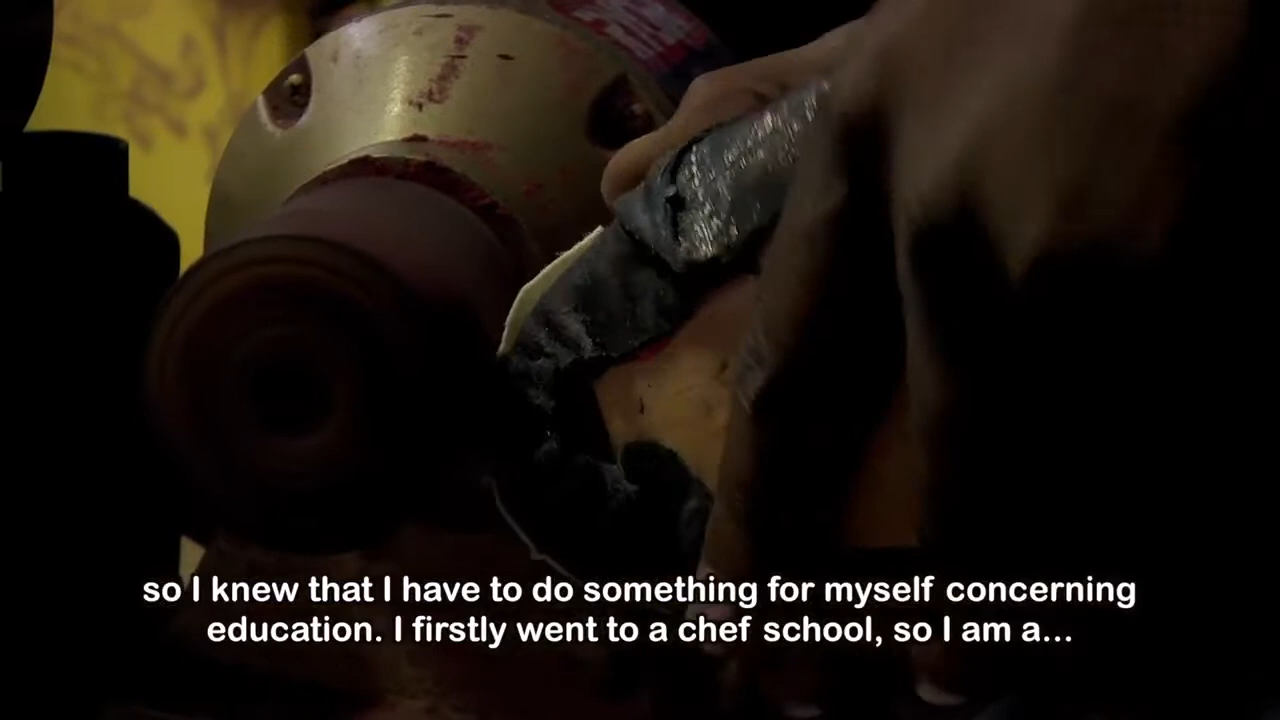 so I knew that I have to do something for myself concerning
education. I firstly went to a chef school, so I am a...